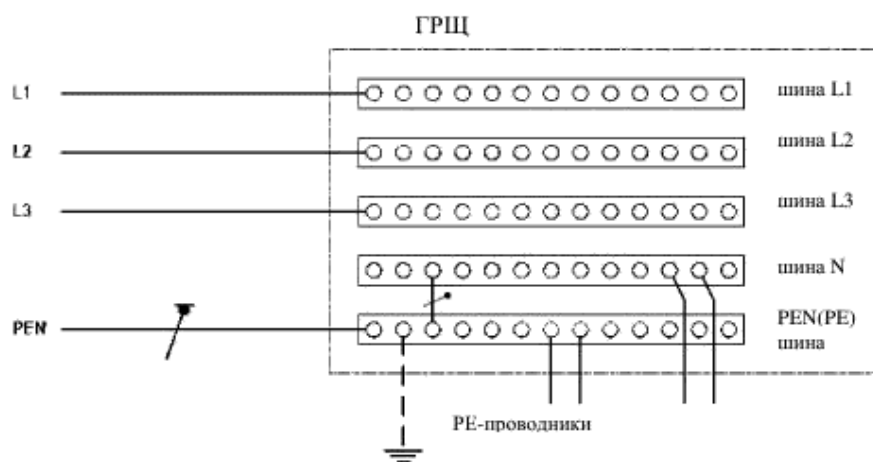 ГРЩ
L1
шина L1
L2
шина L2
L3
шина L3
шина N
PEN
PEN(PE)
шина
PE-проводники